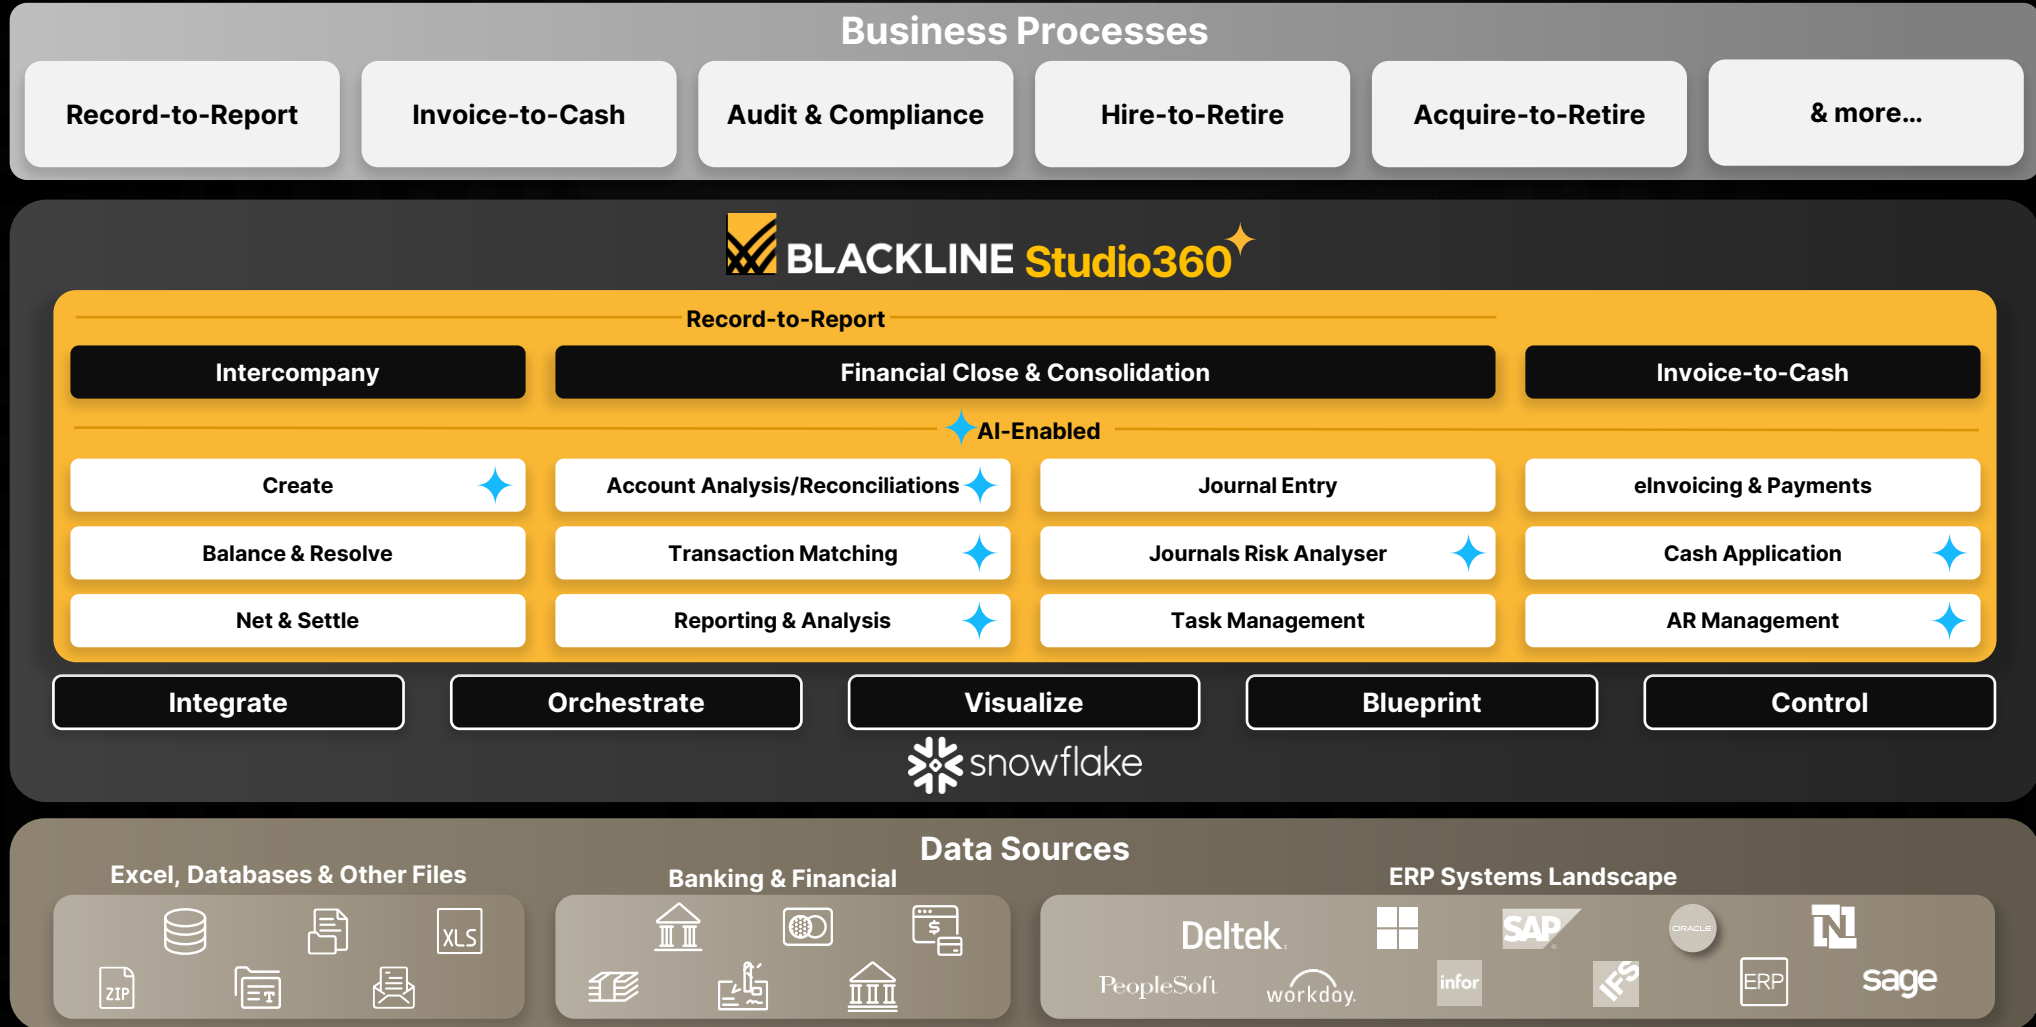 Business Processes
Record-to-Report
Invoice-to-Cash
Audit & Compliance
Hire-to-Retire
Acquire-to-Retire
& more...
BLACKLINE Studio360
Record-to-Report
Intercompany
Financial Close & Consolidation
Invoice-to-Cash
AI-Enabled
Create
Account Analysis/Reconciliations
Journal Entry
eInvoicing & Payments
Balance & Resolve
Transaction Matching
Journals Risk Analyser
Cash Application
Net & Settle
Reporting & Analysis
Task Management
AR Management
Integrate
Orchestrate
Visualize
Blueprint
Control
snowflake
Data Sources
Excel, Databases & Other Files
Banking & Financial
ERP Systems Landscape
XLS
ZIP
T
$
Deltek
SAP
ORACLE
N
PeopleSoft
workday.
infor
IFS
ERP
sage